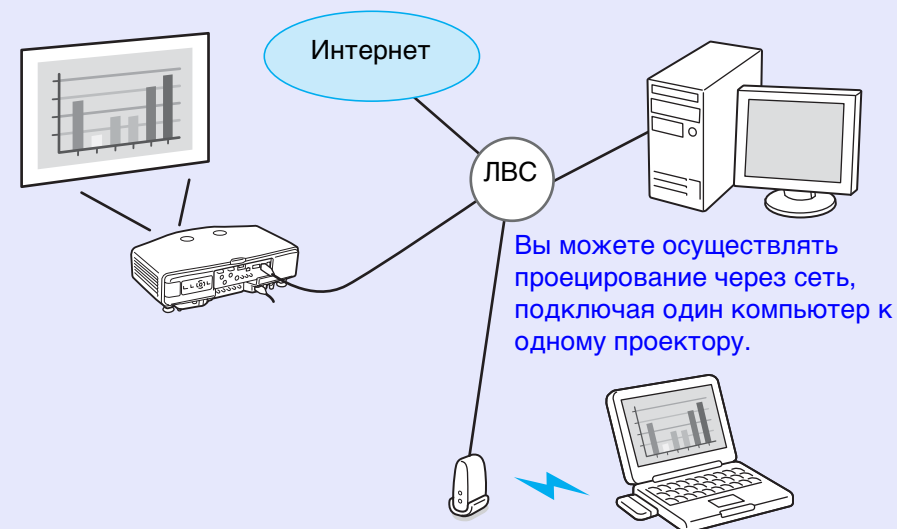 Интернет
ЛВС
Вы можете осуществлять
проецирование через сеть,
подключая один компьютер к
одному проектору.